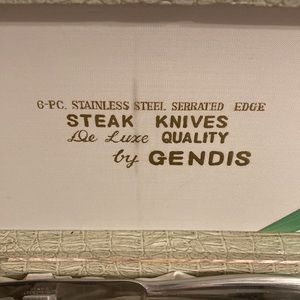 6-PC. STAINLESS STEEL SERRATED EDGE
STEAK KNIVES
De Luxe QUALITY
by GENDIS